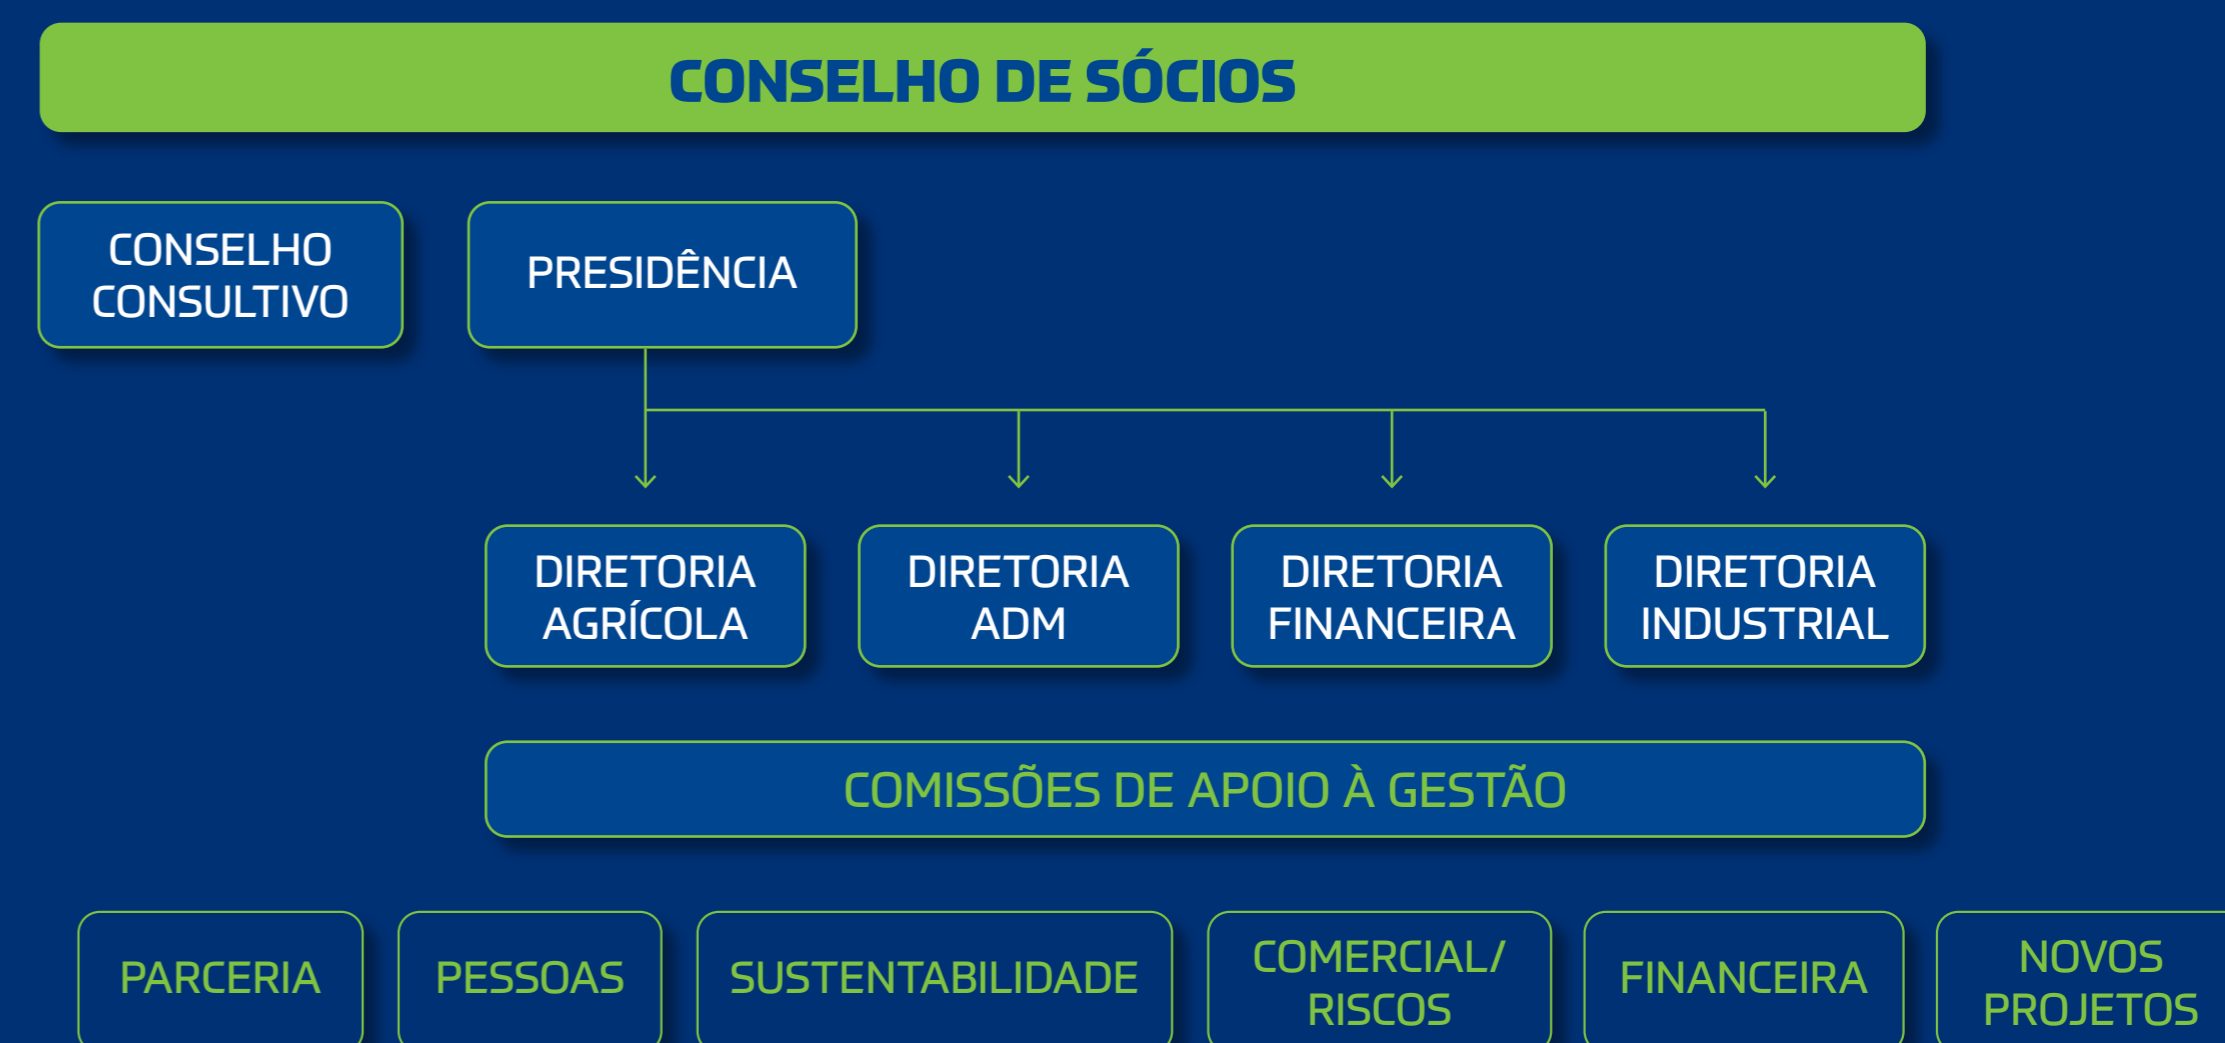 CONSELHO DE SÓCIOS
CONSELHO
CONSULTIVO
PRESIDÊNCIA
DIRETORIA
AGRÍCOLA
DIRETORIA
ADM
DIRETORIA
FINANCEIRA
DIRETORIA
INDUSTRIAL
COMISSÕES DE APOIO À GESTÃO
PARCERIA
PESSOAS
SUSTENTABILIDADE
COMERCIAL/
RISCOS
FINANCEIRA
NOVOS
PROJETOS